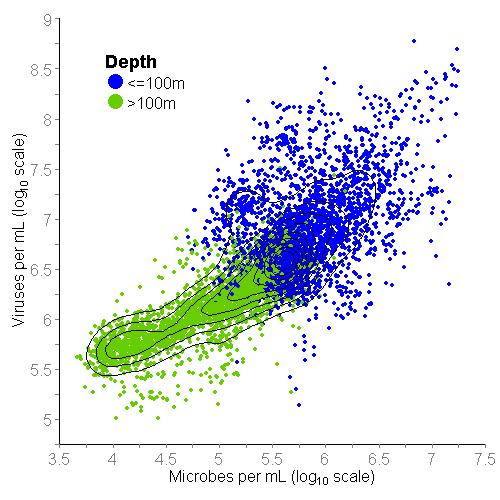 9
8.5
8
7.5
7
6.5
6
5.5
5
Viruses per mL (log10 scale)
Depth
<=100m
>100m
3.5 4 4.5 5 5.5 6 6.5 7 7.5
Microbes per mL (log10 scale)